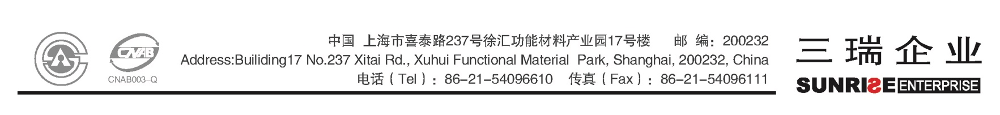 中国 上海市喜泰路237号徐汇功能材料产业园17号楼 邮 编：200232
Address:Builiding17 No.237 Xitai Rd., Xuhui Functional Material Park, Shanghai, 200232, China
电话（Tel）：86-21-54096610 传真（Fax）：86-21-54096111
CNAB
CNAB003-Q
三瑞企业
SUNRISE ENTERPRISE